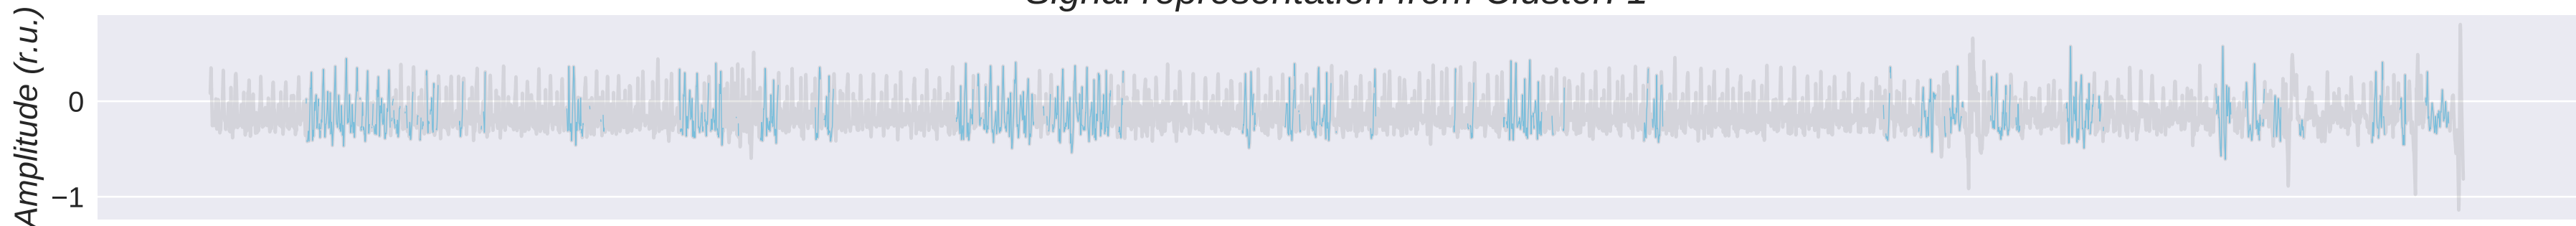 Signal representation from Cluster: 1
Amplitude (r.u.)
0
−1